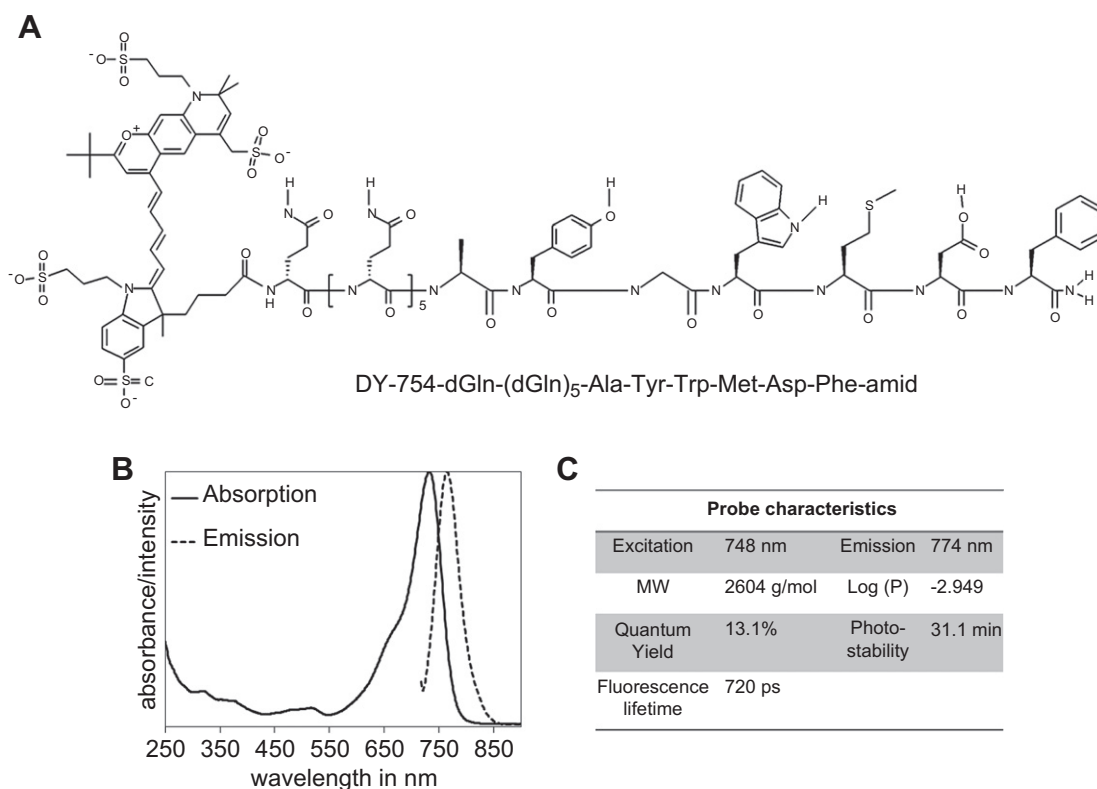 A
DY-754-dGln-(dGln)5-Ala-Tyr-Trp-Met-Asp-Phe-amid
B
Absorption
Emission
absorbance/intensity
250 350 450 550 650 750 850
wavelength in nm
C
Probe characteristics
Excitation 748 nm Emission 774 nm
MW 2604 g/mol Log (P) -2.949
Quantum Yield 13.1% Photo-stability 31.1 min
Fluorescence lifetime 720 ps